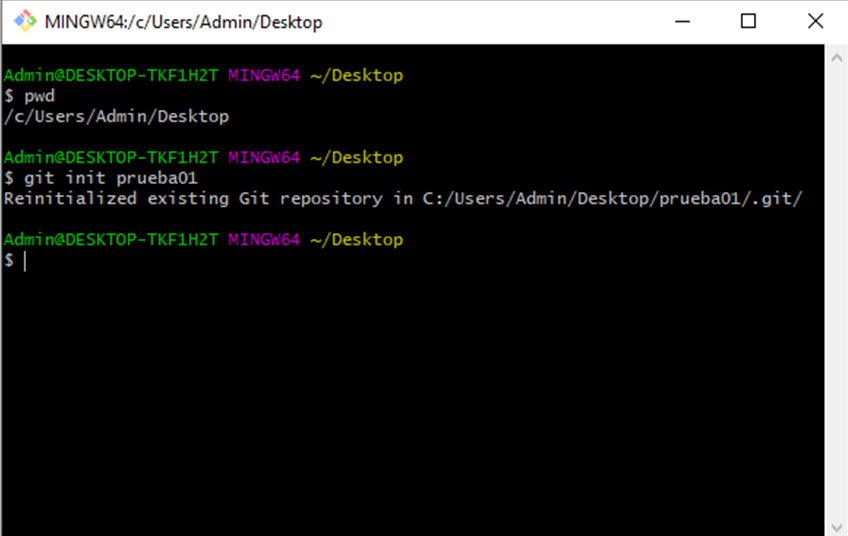 MINGW64:/c/Users/Admin/Desktop
Admin@DESKTOP-TKF1H2T MINGW64 ~/Desktop
$ pwd
/c/Users/Admin/Desktop
Admin@DESKTOP-TKF1H2T MINGW64 ~/Desktop
$ git init prueba01
Reinitialized existing Git repository in C:/Users/Admin/Desktop/prueba01/.git/
Admin@DESKTOP-TKF1H2T MINGW64 ~/Desktop
$